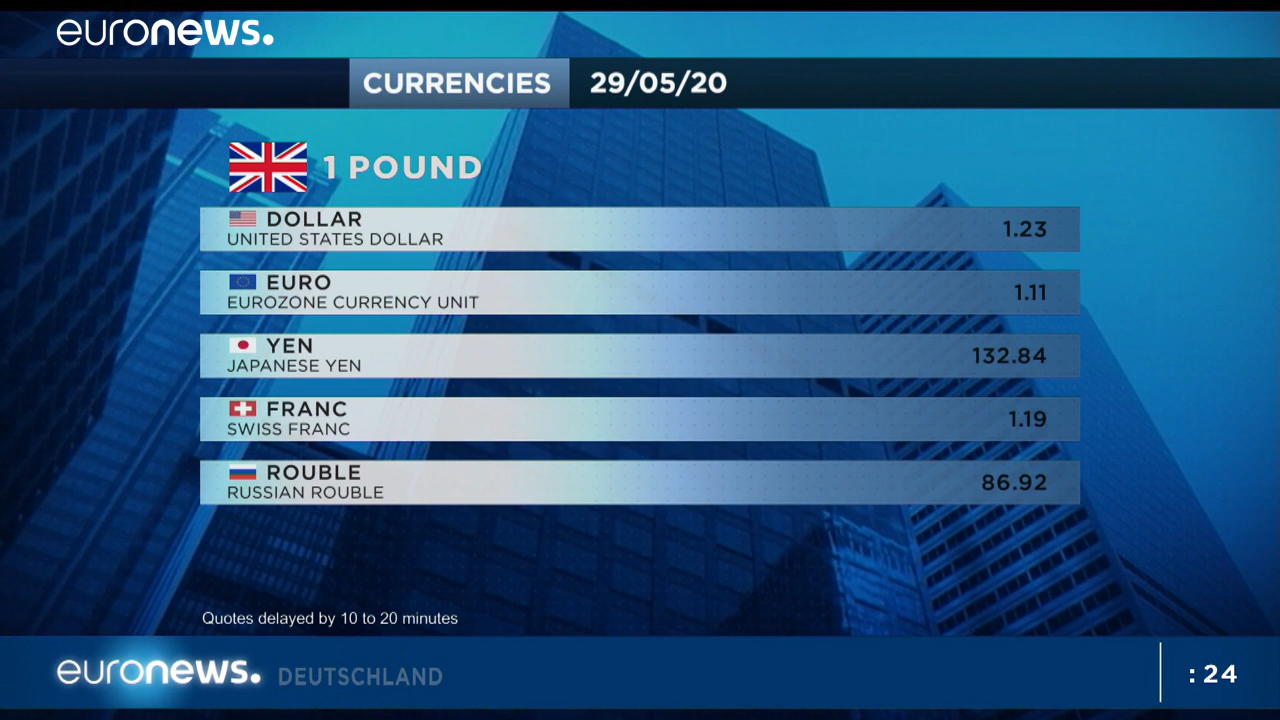 euronews.
CURRENCIES 29/05/20
1 POUND
DOLLAR
UNITED STATES DOLLAR
1.23
EURO
EUROZONE CURRENCY UNIT
1.11
YEN
JAPANESE YEN
132.84
FRANC
SWISS FRANC
1.19
ROUBLE
RUSSIAN ROUBLE
86.92
Quotes delayed by 10 to 20 minutes
euronews. DEUTSCHLAND
:24